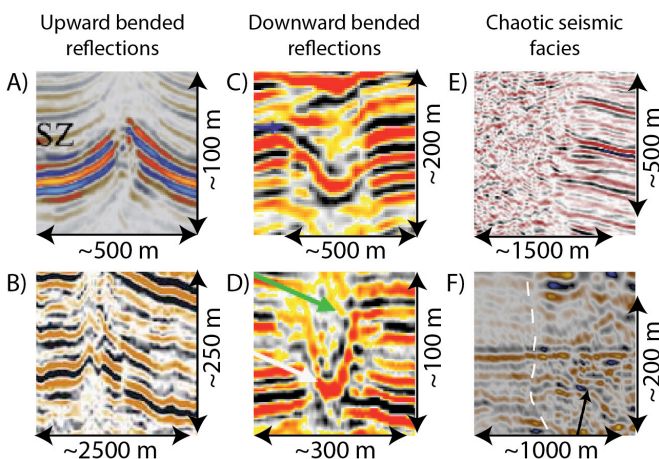 Upward bended
reflections
Downward bended
reflections
Chaotic seismic
facies
A)
SZ
~100 m
~500 m
C)
~200 m
~500 m
E)
~500 m
~1500 m
B)
~250 m
~2500 m
D)
~100 m
~300 m
F)
~200 m
~1000 m